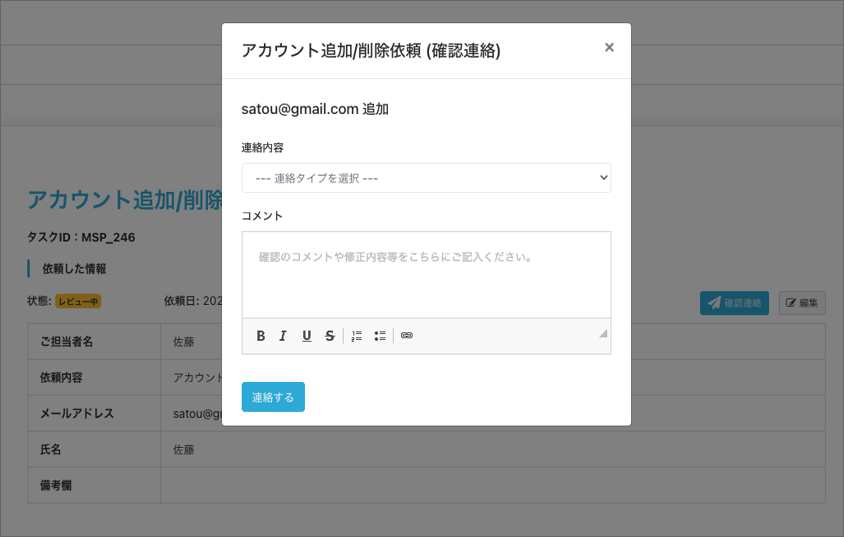 アカウント追加/削除依頼 (確認連絡)
×
satou@gmail.com 追加
連絡内容
--- 連絡タイプを選択 ---
コメント
確認のコメントや修正内容等をこちらにご記入ください。
B I U S
連絡する
アカウント追加/削除
タスクID：MSP_246
依頼した情報
状態: レビュー中 依頼日: 202
確認連絡 編集
ご担当者名 佐藤
依頼内容 アカウント
メールアドレス satou@gm
氏名 佐藤
備考欄